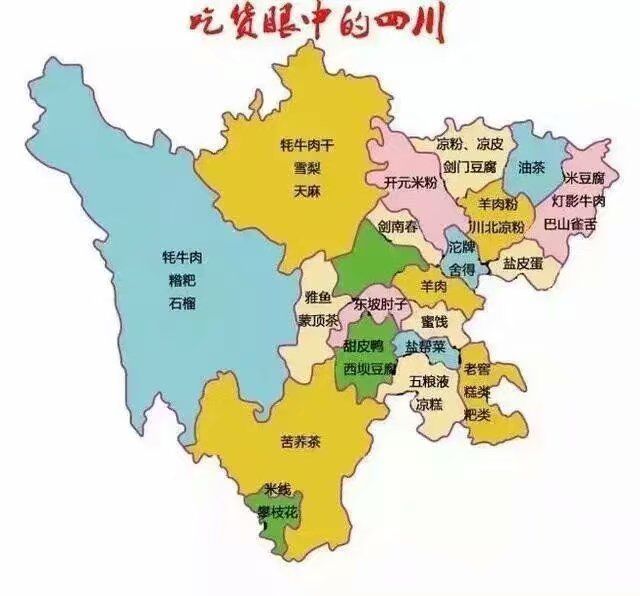 吃货眼中的四川
牦牛肉干
雪梨
天麻
凉粉、凉皮
剑门豆腐
油茶
米豆腐
灯影牛肉
巴山雀舌
开元米粉
羊肉粉
川北凉粉
剑南春
沱牌
舍得
盐皮蛋
牦牛肉
糌粑
石榴
雅鱼
蒙顶茶
东坡肘子
羊肉
蜜饯
甜皮鸭
西坝豆腐
盐帮菜
五粮液
凉糕
老窖
糕类
粑类
苦荞茶
米线
攀枝花